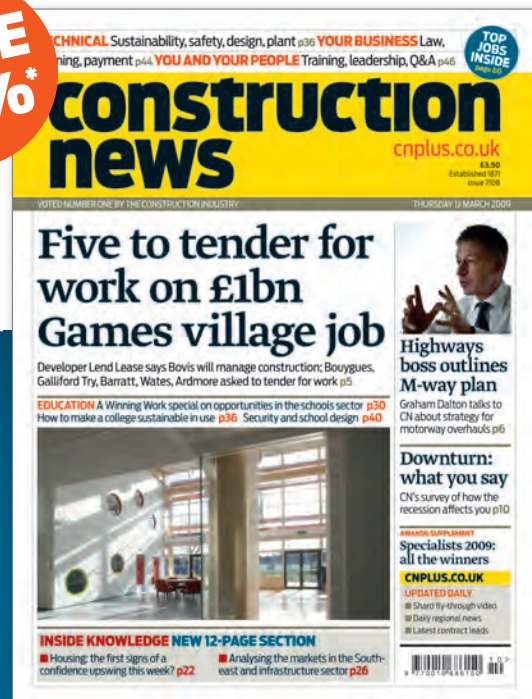 TECHNICAL Sustainability, safety, design, plant p36 YOUR BUSINESS Law,
payment p44 YOU AND YOUR PEOPLE Training, leadership, Q&A p46
TOP
JOBS
INSIDE
page 60
%*
construction
news
cnplus.co.uk
£3.50
Established 1871
Issue 7108
VOTED NUMBER ONE BY THE CONSTRUCTION INDUSTRY
THURSDAY 12 MARCH 2009
Five to tender for
work on £1bn
Games village job
Developer Lend Lease says Bovis will manage construction; Bouygues,
Galliford Try, Barratt, Wates, Ardmore asked to tender for work p5
EDUCATION A Winning Work special on opportunities in the schools sector p30
How to make a college sustainable in use p36 Security and school design p40
Highways
boss outlines
M-way plan
Graham Dalton talks to
CN about strategy for
motorway overhauls p6
Downturn:
what you say
CN's survey of how the
recession affects you p10
AWARDS SUPPLEMENT
Specialists 2009:
all the winners
CNPLUS.CO.UK
UPDATED DAILY
Shard fly-through video
Daily regional news
Latest contract leads
INSIDE KNOWLEDGE NEW 12-PAGE SECTION
Housing: the first signs of a
confidence upswing this week? p22
Analysing the markets in the South-
east and infrastructure sector p26